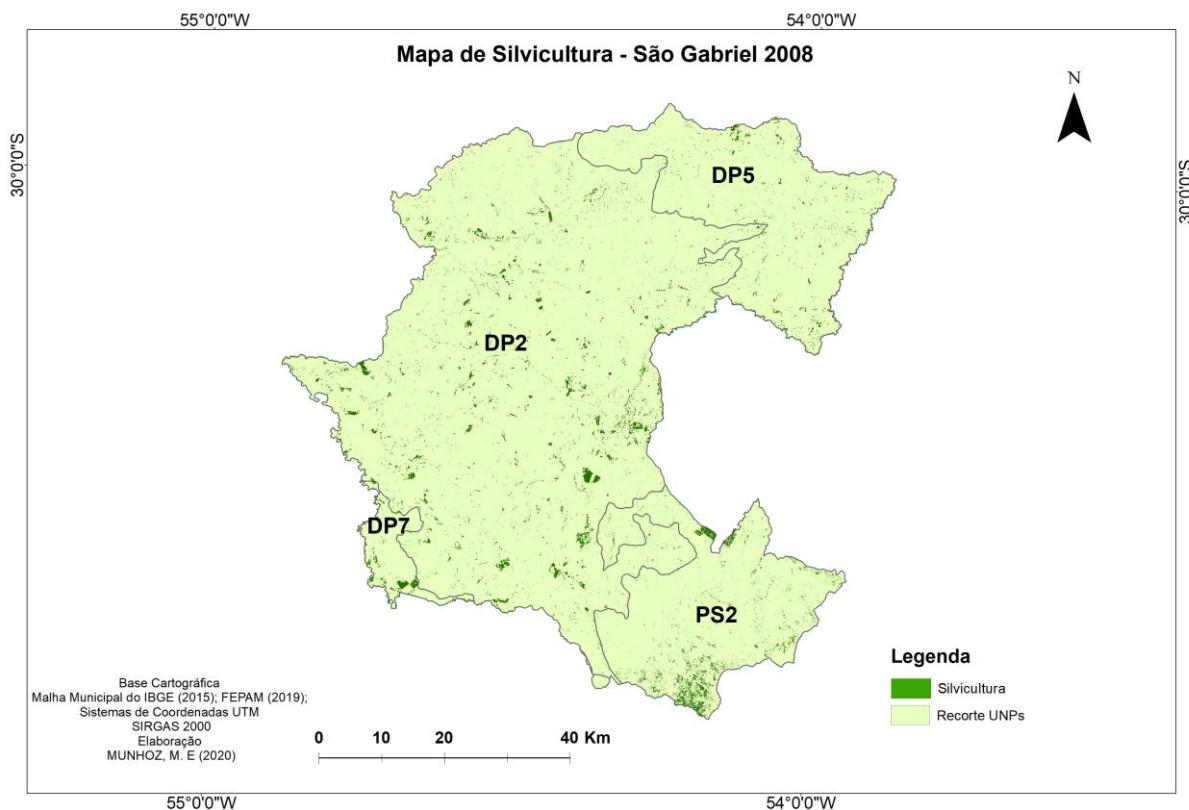 55°0'0"W
54°0'0"W
Mapa de Silvicultura - São Gabriel 2008
N
30°0'0"S
30°0'0"S
DP5
DP2
DP7
PS2
Legenda
Silvicultura
Recorte UNPs
Base Cartográfica
Malha Municipal do IBGE (2015); FEPAM (2019);
Sistemas de Coordenadas UTM
SIRGAS 2000
Elaboração
MUNHOZ, M. E (2020)
0 10 20 40 Km
55°0'0"W
54°0'0"W